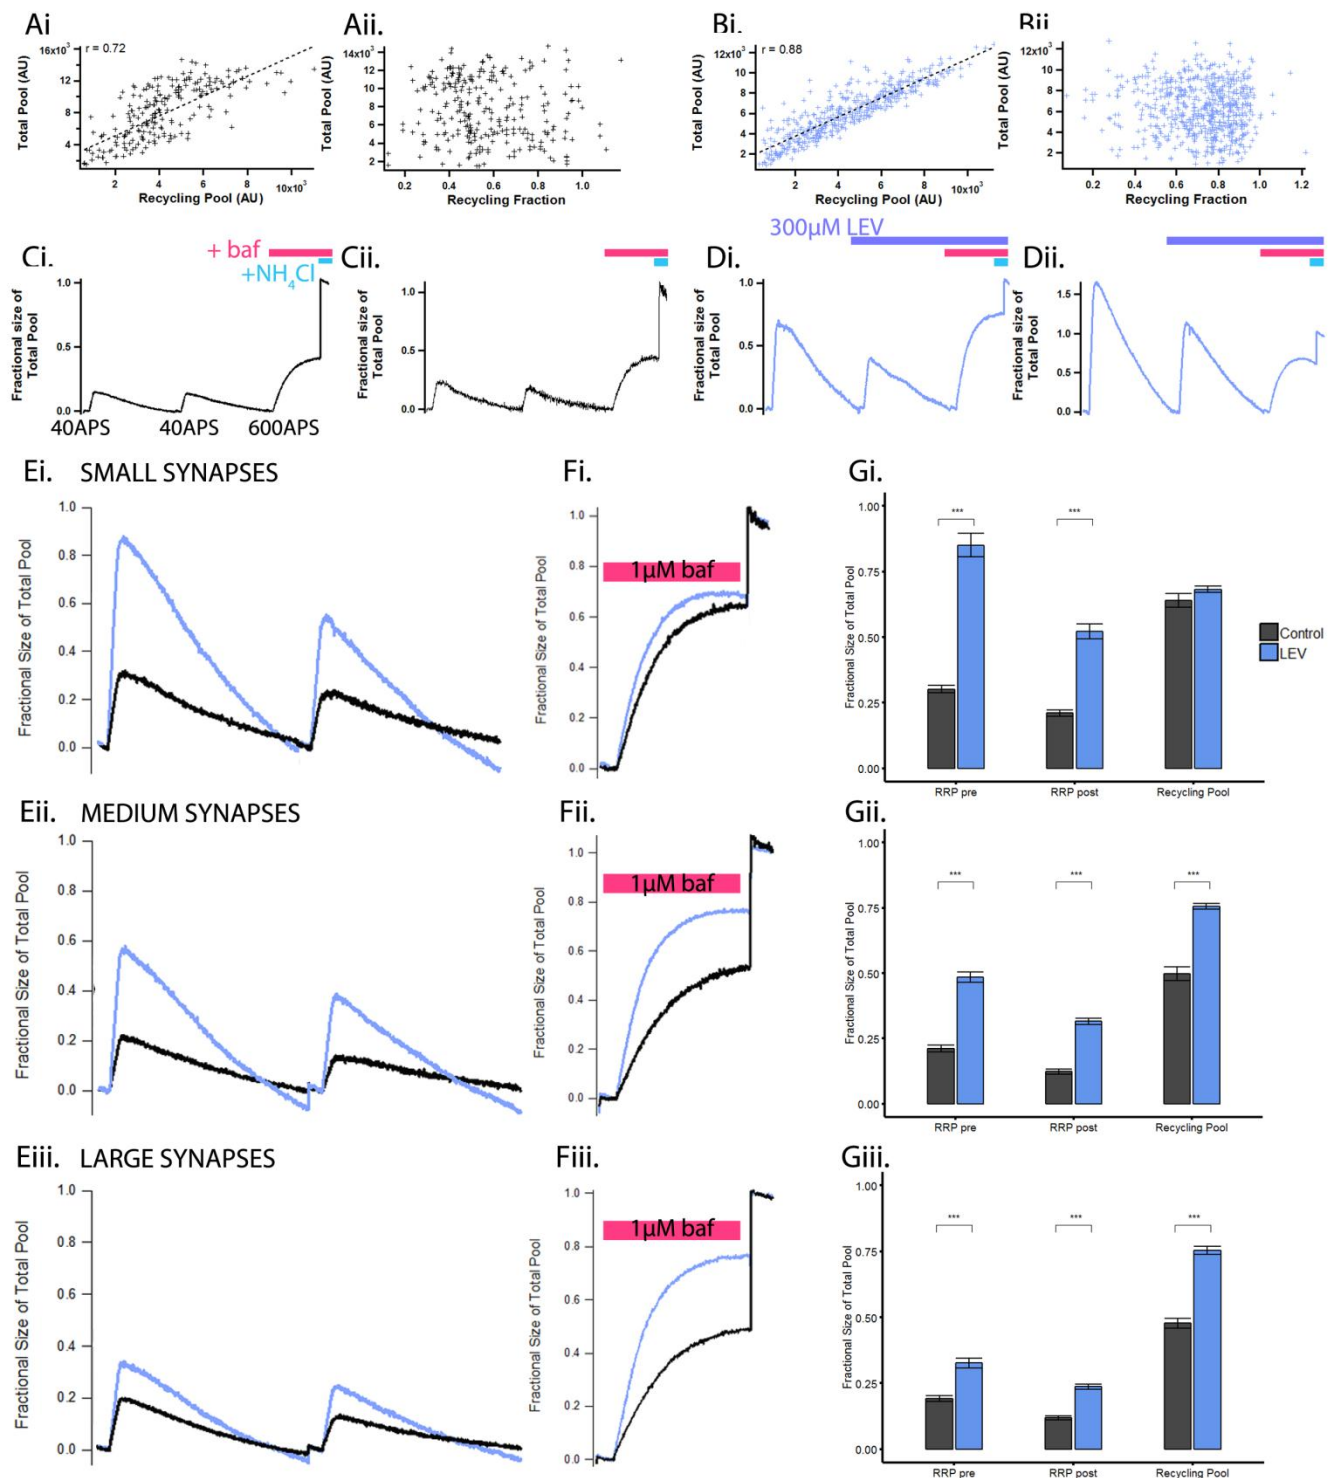 Ai
Aii.
Bi.
Bii
16x10³
r = 0.72
12
8
4
Total Pool (AU)
2
4
6
8
10x10³
Recycling Pool (AU)
14x10³
12
10
8
6
4
2
Total Pool (AU)
0.2
0.4
0.6
0.8
1.0
Recycling Fraction
12x10³
r = 0.88
10
8
6
4
2
Total Pool (AU)
2
4
6
8
10x10³
Recycling Pool (AU)
12x10³
10
8
6
4
2
Total Pool (AU)
0.2
0.4
0.6
0.8
1.0
1.2
Recycling Fraction
Ci.
+ baf
+NH4Cl
1.0
0.5
0.0
Fractional size of
Total Pool
40APS
40APS
600APS
Cii.
1.0
0.5
0.0
Fractional size of
Total Pool
300μM LEV
Di.
1.0
0.5
0.0
Fractional size of
Total Pool
Dii.
1.5
1.0
0.5
0.0
Fractional size of
Total Pool
Ei. SMALL SYNAPSES
1.0
0.8
0.6
0.4
0.2
0.0
Fractional Size of Total Pool
Fi.
1.0
0.8
0.6
0.4
0.2
0.0
Fractional Size of Total Pool
1μM baf
Gi.
1.00
0.75
0.50
0.25
0.00
Fractional Size of Total Pool
***
***
RRP pre
RRP post
Recycling Pool
Control
LEV
Eii. MEDIUM SYNAPSES
1.0
0.8
0.6
0.4
0.2
0.0
Fractional Size of Total Pool
Fii.
1.0
0.8
0.6
0.4
0.2
0.0
Fractional Size of Total Pool
1μM baf
Gii.
1.00
0.75
0.50
0.25
0.00
Fractional Size of Total Pool
***
***
***
RRP pre
RRP post
Recycling Pool
Eiii. LARGE SYNAPSES
1.0
0.8
0.6
0.4
0.2
0.0
Fractional Size of Total Pool
Fiii.
1.0
0.8
0.6
0.4
0.2
0.0
Fractional Size of Total Pool
1μM baf
Giii.
1.00
0.75
0.50
0.25
0.00
Fractional Size of Total Pool
***
***
***
RRP pre
RRP post
Recycling Pool